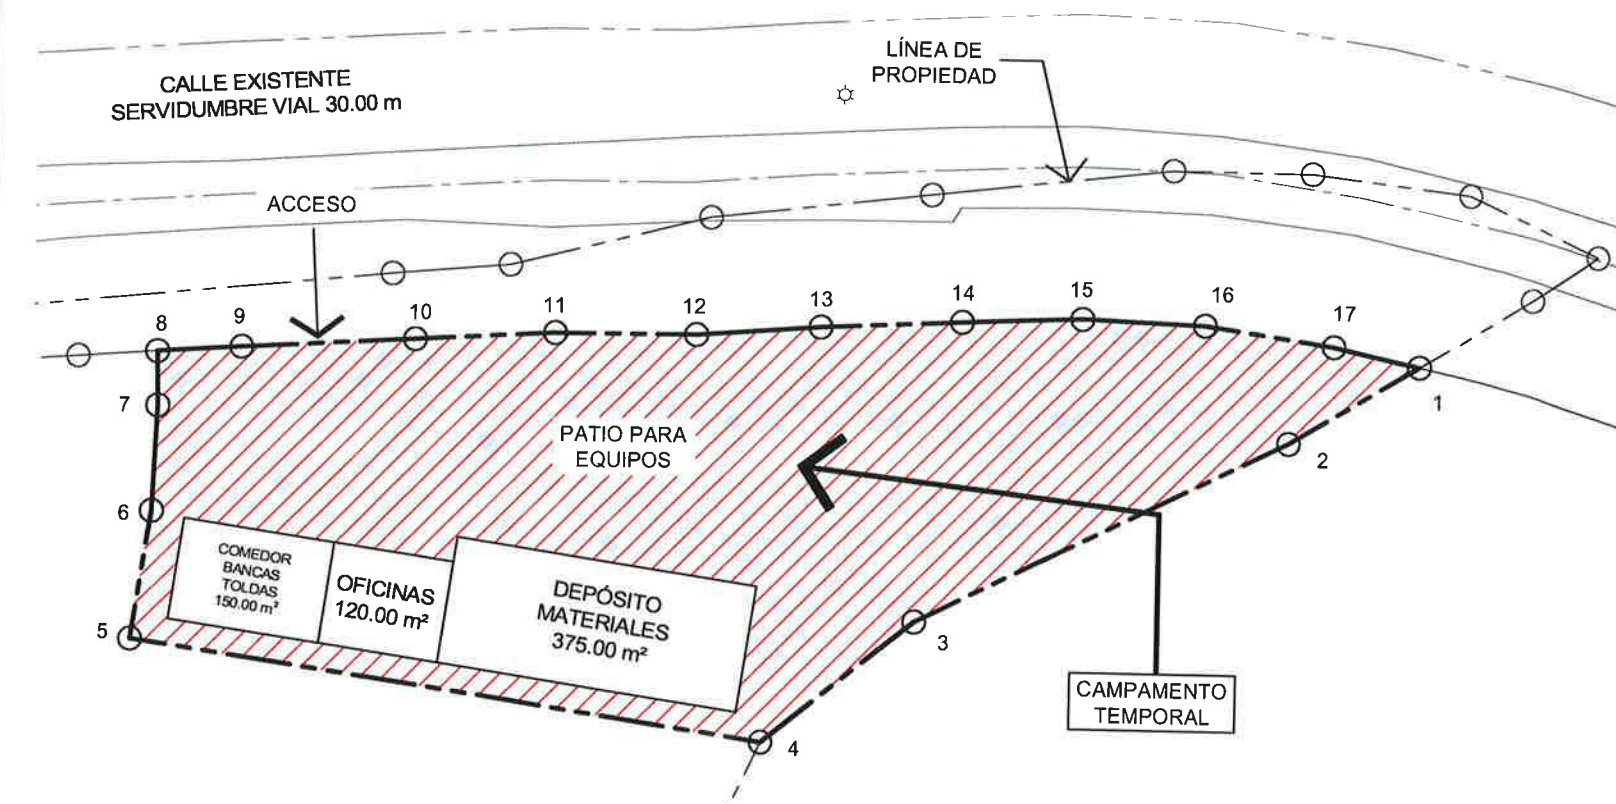 CALLE EXISTENTE
SERVIDUMBRE VIAL 30.00 m
LÍNEA DE
PROPIEDAD
ACCESO
8
9
10
11
12
13
14
15
16
17
7
1
PATIO PARA
EQUIPOS
2
6
COMEDOR
BANCAS
TOLDAS
150.00 m²
OFICINAS
120.00 m²
DEPÓSITO
MATERIALES
375.00 m²
5
3
CAMPAMENTO
TEMPORAL
4